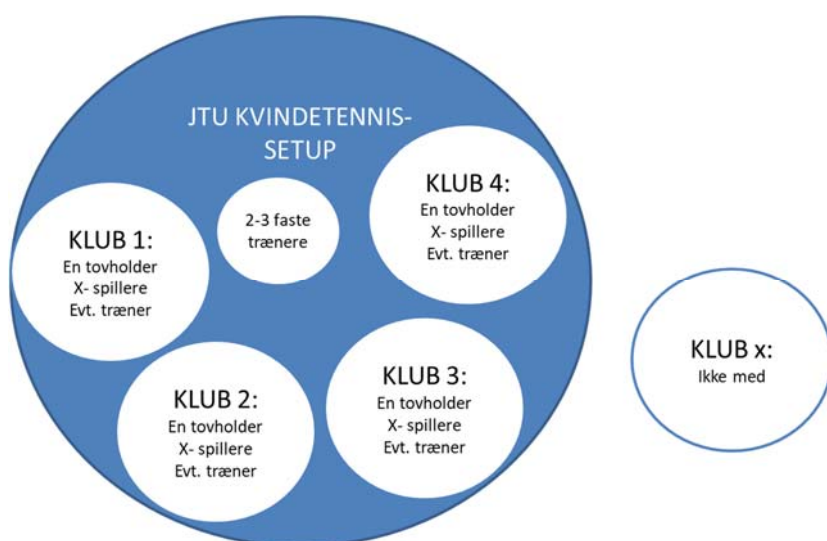 JTU KVINDETENNIS-
SETUP
2-3 faste
trænere
KLUB 1:
En tovholder
X- spillere
Evt. træner
KLUB 2:
En tovholder
X- spillere
Evt. træner
KLUB 3:
En tovholder
X- spillere
Evt. træner
KLUB 4:
En tovholder
X- spillere
Evt. træner
KLUB x:
Ikke med